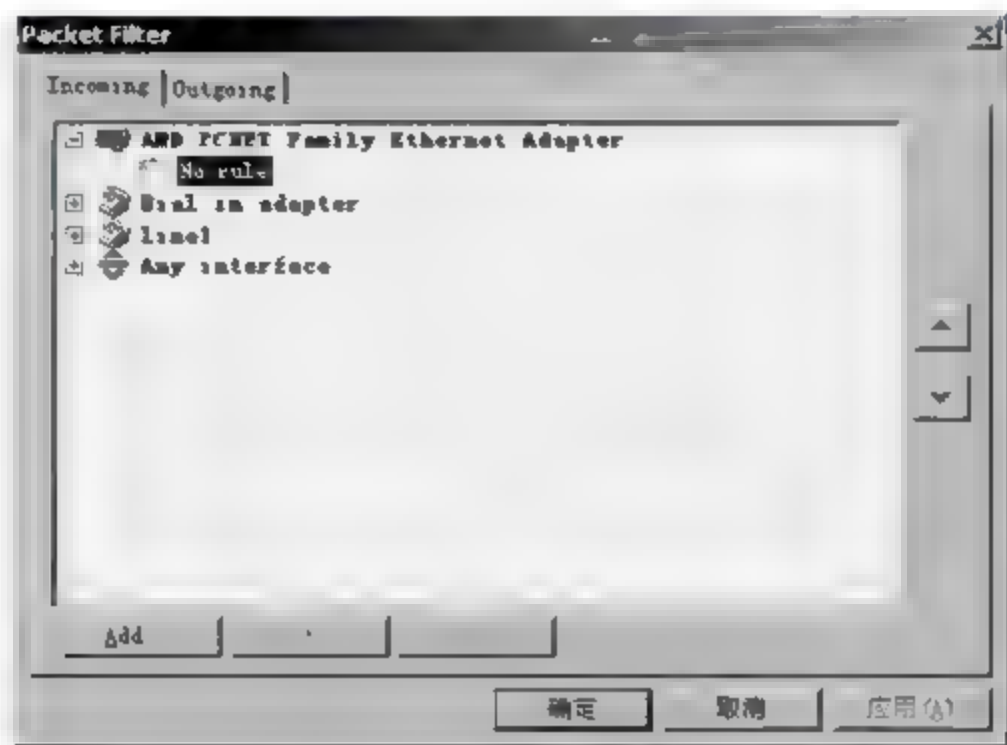 Packet Filter
Incoming Outgoing
AMD PCNET Family Ethernet Adapter
No rule
Dial in adapter
line1
Any interface
Add
确定 取消 应用(A)